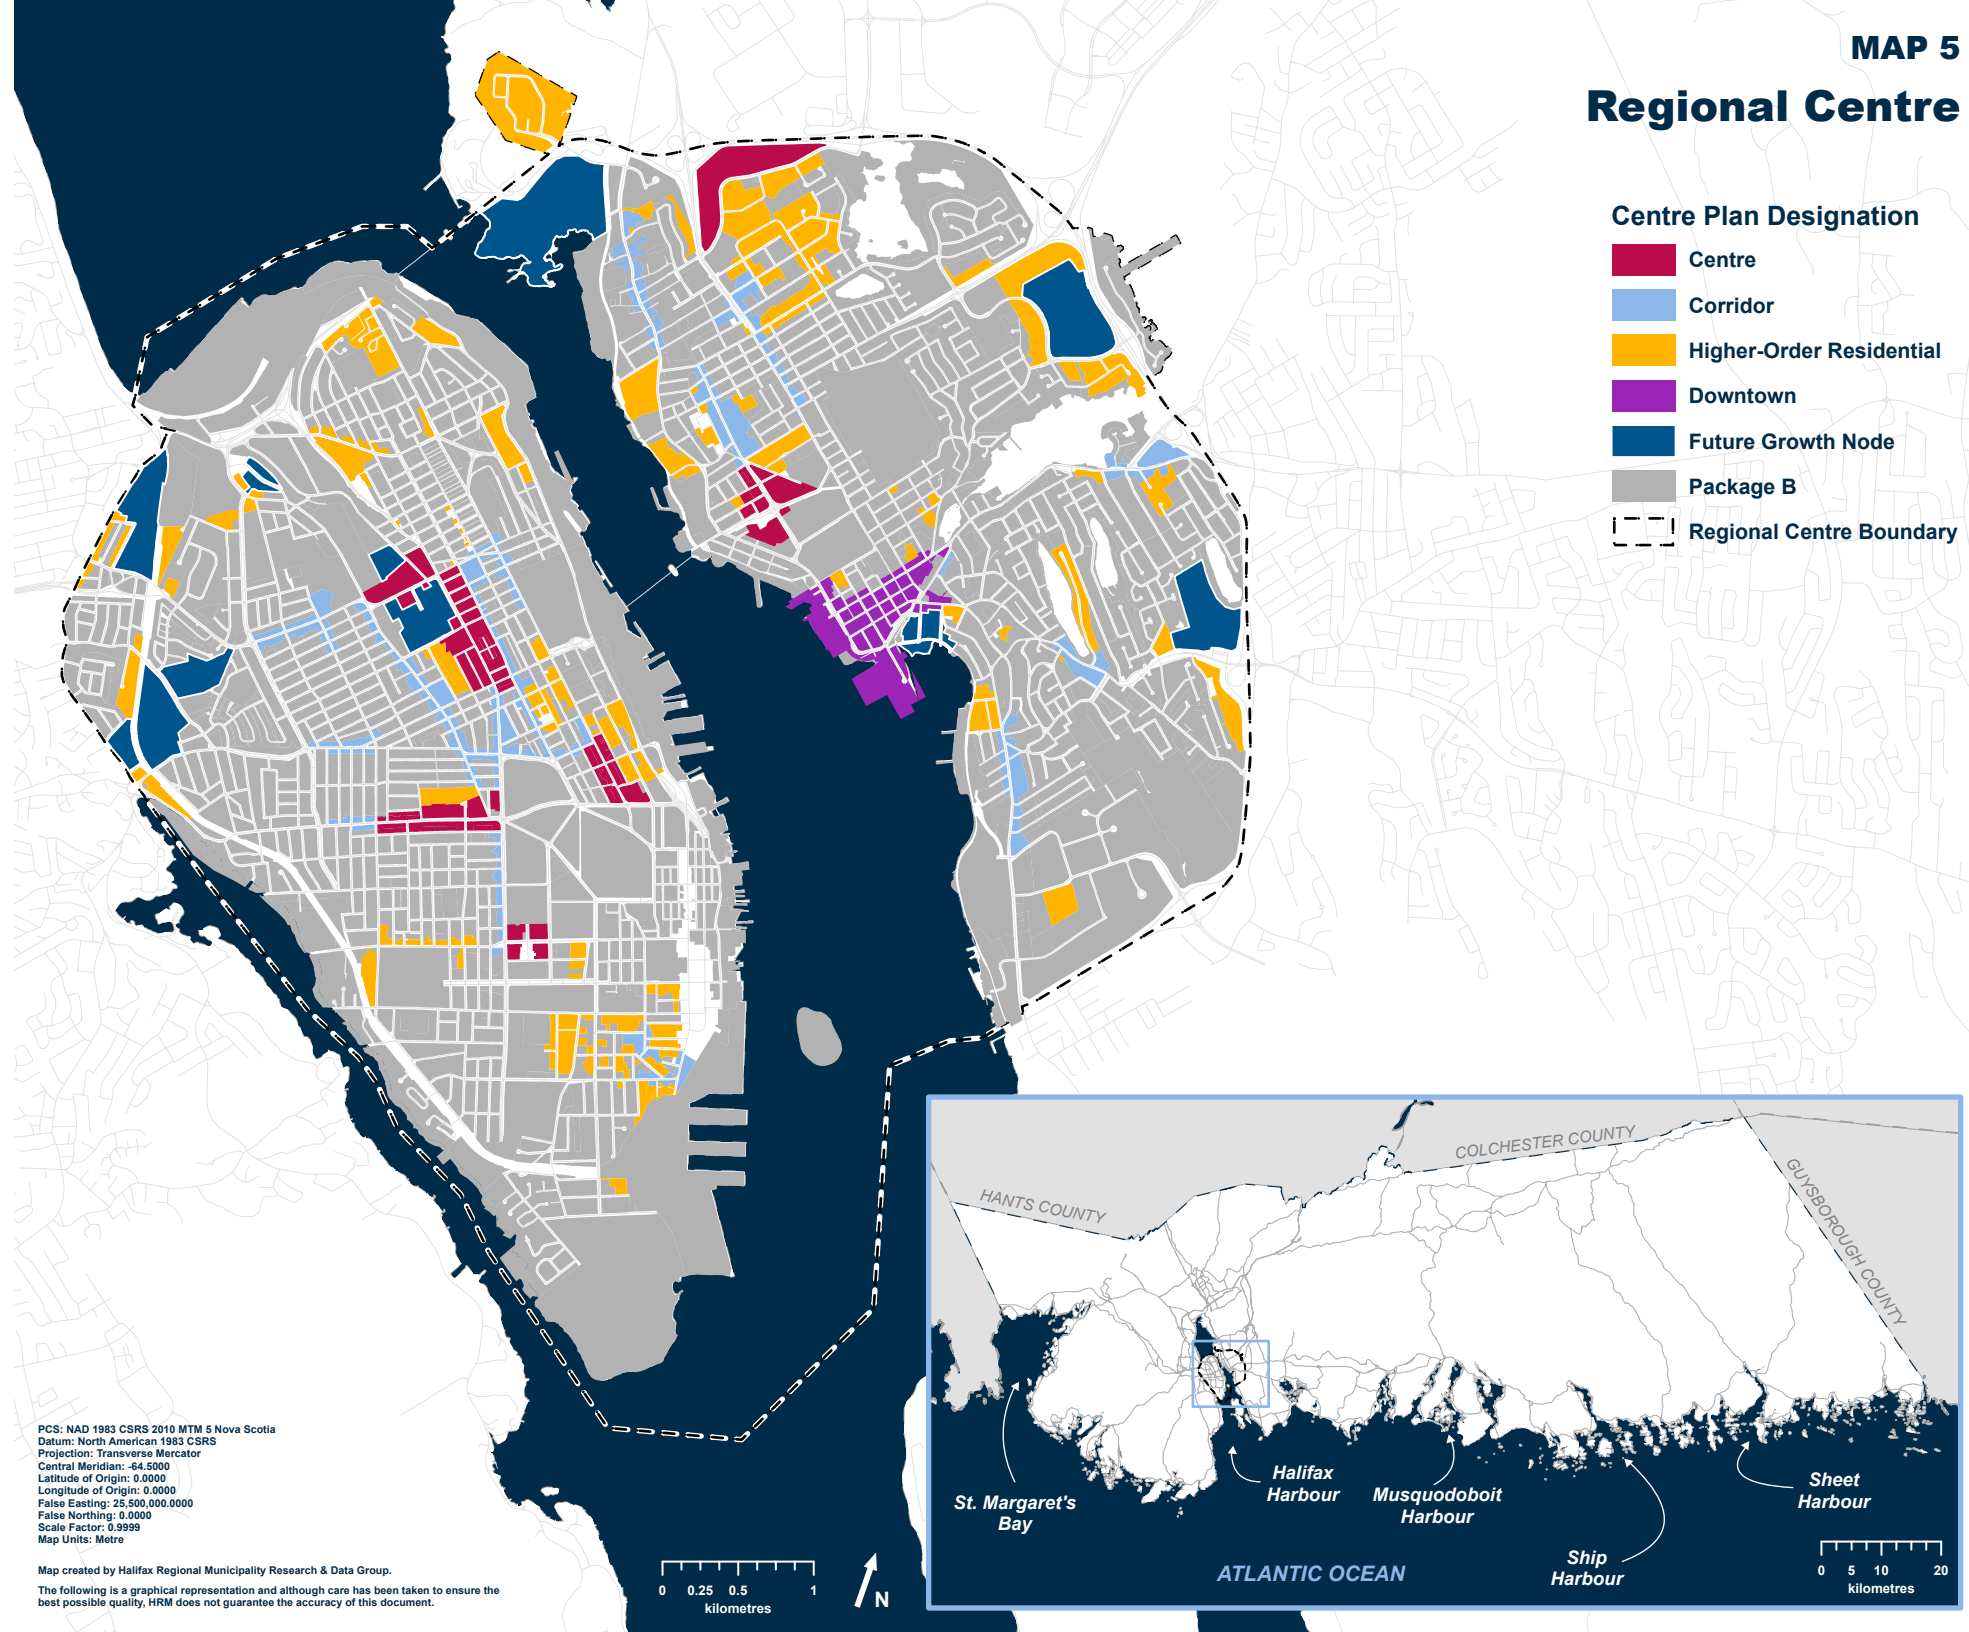 MAP 5
Regional Centre
Centre Plan Designation
Centre
Corridor
Higher-Order Residential
Downtown
Future Growth Node
Package B
Regional Centre Boundary
HANTS COUNTY
COLCHESTER COUNTY
GUYSBOROUGH COUNTY
St. Margaret's
Bay
Halifax
Harbour
Musquodoboit
Harbour
Ship
Harbour
Sheet
Harbour
ATLANTIC OCEAN
0 5 10 20
kilometres
PCS: NAD 1983 CSRS 2010 MTM 5 Nova Scotia
Datum: North American 1983 CSRS
Projection: Transverse Mercator
Central Meridian: -64.5000
Latitude of Origin: 0.0000
Longitude of Origin: 0.0000
False Easting: 25,500,000.0000
False Northing: 0.0000
Scale Factor: 0.9999
Map Units: Metre
Map created by Halifax Regional Municipality Research & Data Group.
The following is a graphical representation and although care has been taken to ensure the
best possible quality, HRM does not guarantee the accuracy of this document.
0 0.25 0.5 1
kilometres
N